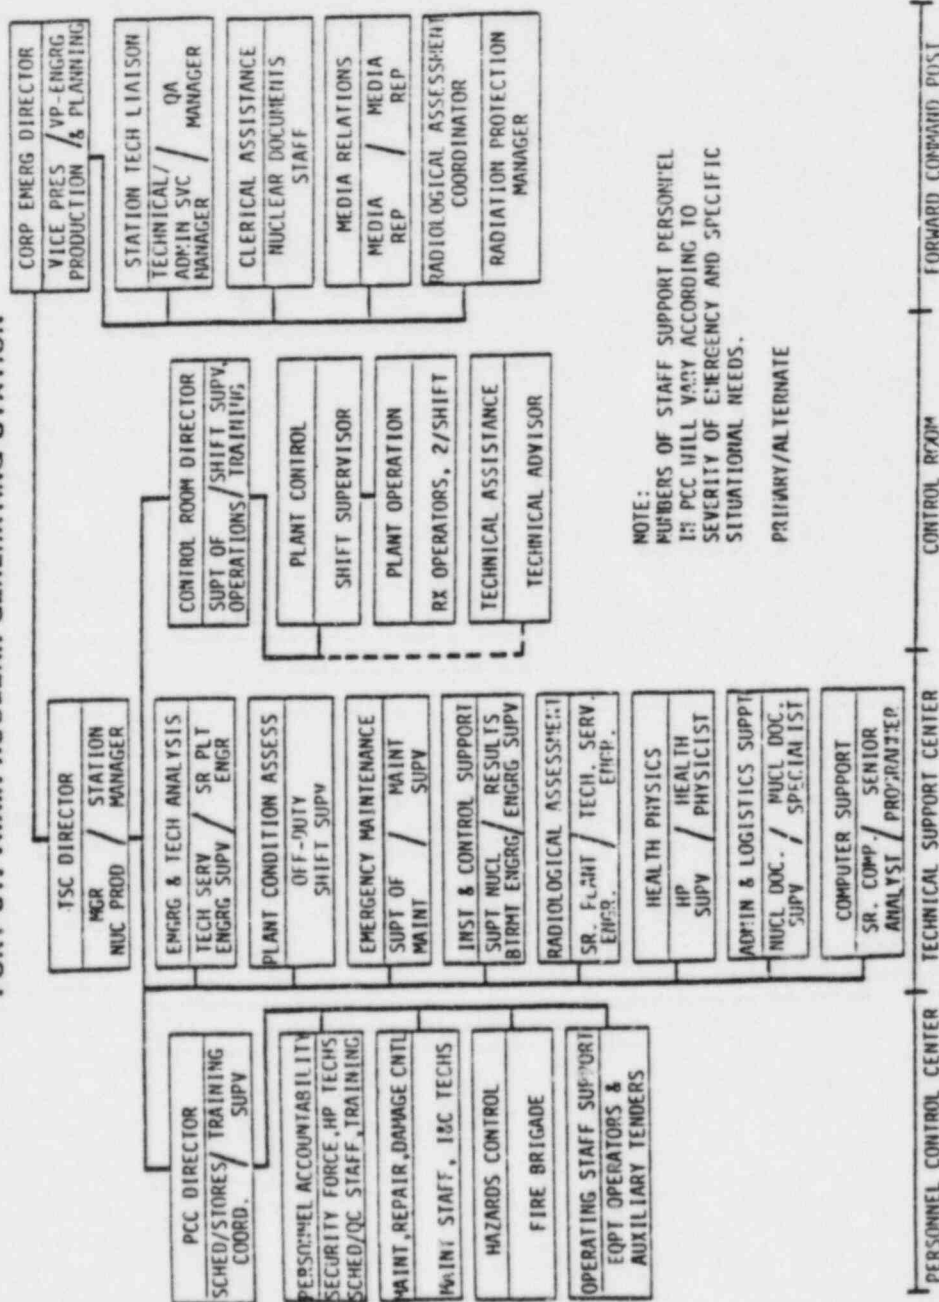 FORT ST. VRAIN NUCLEAR GENERATING STATION
CORP EMERG DIRECTOR
VICE PRES / VP-ENGRG
PRODUCTION / & PLANNING
STATION TECH LIAISON
TECHNICAL/ QA
ADMIN SVC / MANAGER
MANAGER
CLERICAL ASSISTANCE
NUCLEAR DOCUMENTS
STAFF
MEDIA RELATIONS
MEDIA / MEDIA
REP / REP
RADIOLOGICAL ASSESSMENT
COORDINATOR
RADIATION PROTECTION
MANAGER
TSC DIRECTOR
MGR / STATION
NUC PROD / MANAGER
CONTROL ROOM DIRECTOR
SUPT OF / SHIFT SUPV,
OPERATIONS / TRAINING
PLANT CONTROL
SHIFT SUPERVISOR
PLANT OPERATION
RX OPERATORS, 2/SHIFT
TECHNICAL ASSISTANCE
TECHNICAL ADVISOR
ENGRG & TECH ANALYSIS
TECH SERV / SR PLT
ENGRG SUPV / ENGR
PLANT CONDITION ASSESS
OFF-DUTY
SHIFT SUPV
EMERGENCY MAINTENANCE
SUPT OF / MAINT
MAINT / SUPV
INST & CONTROL SUPPORT
SUPT NUCL / RESULTS
BTRMT ENGRG / ENGRG SUPV
RADIOLOGICAL ASSESSMENT
SR. PLANT / TECH. SERV.
ENGR. / ENGR.
HEALTH PHYSICS
HP / HEALTH
SUPV / PHYSICIST
ADMIN & LOGISTICS SUPPT
NUCL DOC. / NUCL DOC.
SUPV / SPECIALIST
COMPUTER SUPPORT
SR. COMP. / SENIOR
ANALYST / PROGRAMMER
PCC DIRECTOR
SCHED/STORES / TRAINING
COORD. / SUPV
PERSONNEL ACCOUNTABILITY
SECURITY FORCE, HP TECHS
SCHED/QC STAFF, TRAINING
MAINT, REPAIR, DAMAGE CNTL
MAINT STAFF, I&C TECHS
HAZARDS CONTROL
FIRE BRIGADE
OPERATING STAFF SUPPORT
EQPT OPERATORS &
AUXILIARY TENDERS
NOTE:
NUMBERS OF STAFF SUPPORT PERSONNEL
IN PCC WILL VARY ACCORDING TO
SEVERITY OF EMERGENCY AND SPECIFIC
SITUATIONAL NEEDS.
PRIMARY/ALTERNATE
PERSONNEL CONTROL CENTER
TECHNICAL SUPPORT CENTER
CONTROL ROOM
FORWARD COMMAND POST